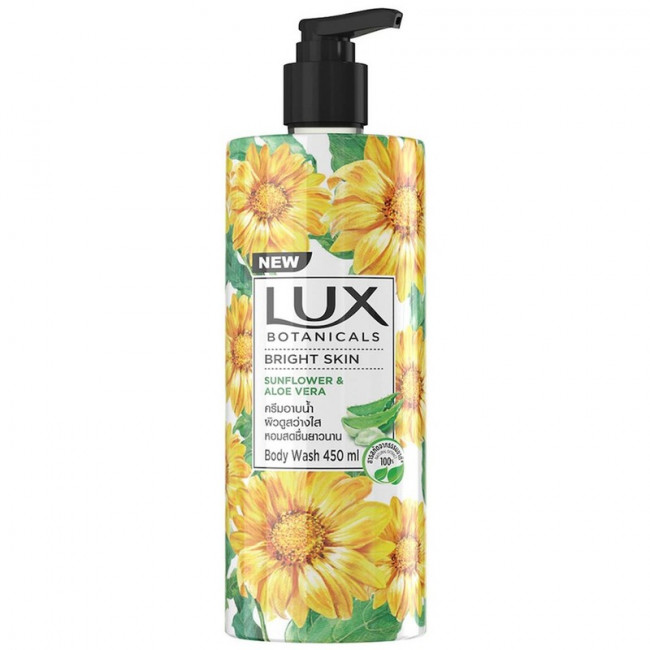 NEW
LUX
BOTANICALS
BRIGHT SKIN
SUNFLOWER &
ALOE VERA
ครีมอาบน้ำ
ผิวดูสว่างใส
หอมสดชื่นยาวนาน
Body Wash 450 ml
100%